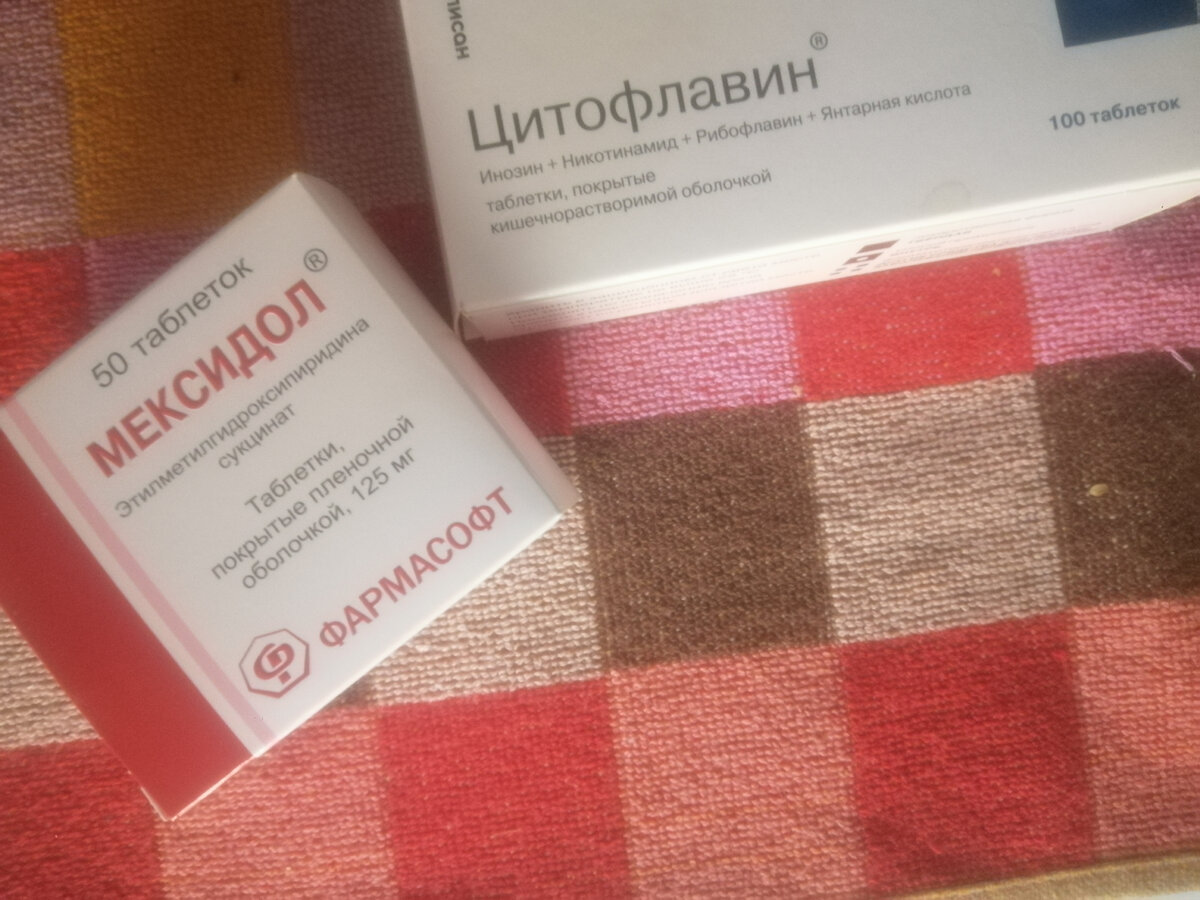 лисан
Цитофлавин®
Инозин + Никотинамид + Рибофлавин + Янтарная кислота
таблетки, покрытые
кишечнорастворимой оболочкой
100 таблеток
50 таблеток
МЕКСИДОЛ®
Этилметилгидроксипиридина
сукцинат
Таблетки,
покрытые пленочной
оболочкой, 125 мг
ФАРМАСОФТ